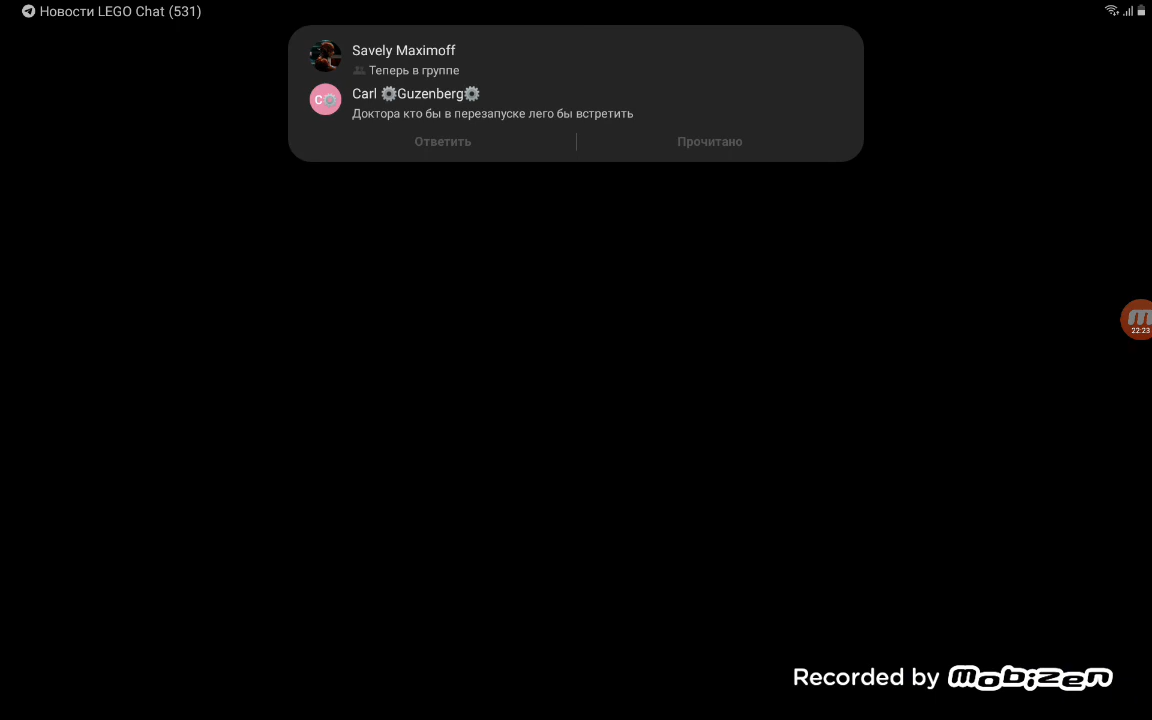 Новости LEGO Chat (531)
Savely Maximoff
Теперь в группе
Carl ⚙Guzenberg⚙
Доктора кто бы в перезапуске лего бы встретить
Ответить
Прочитано
22:23
Recorded by mobizen